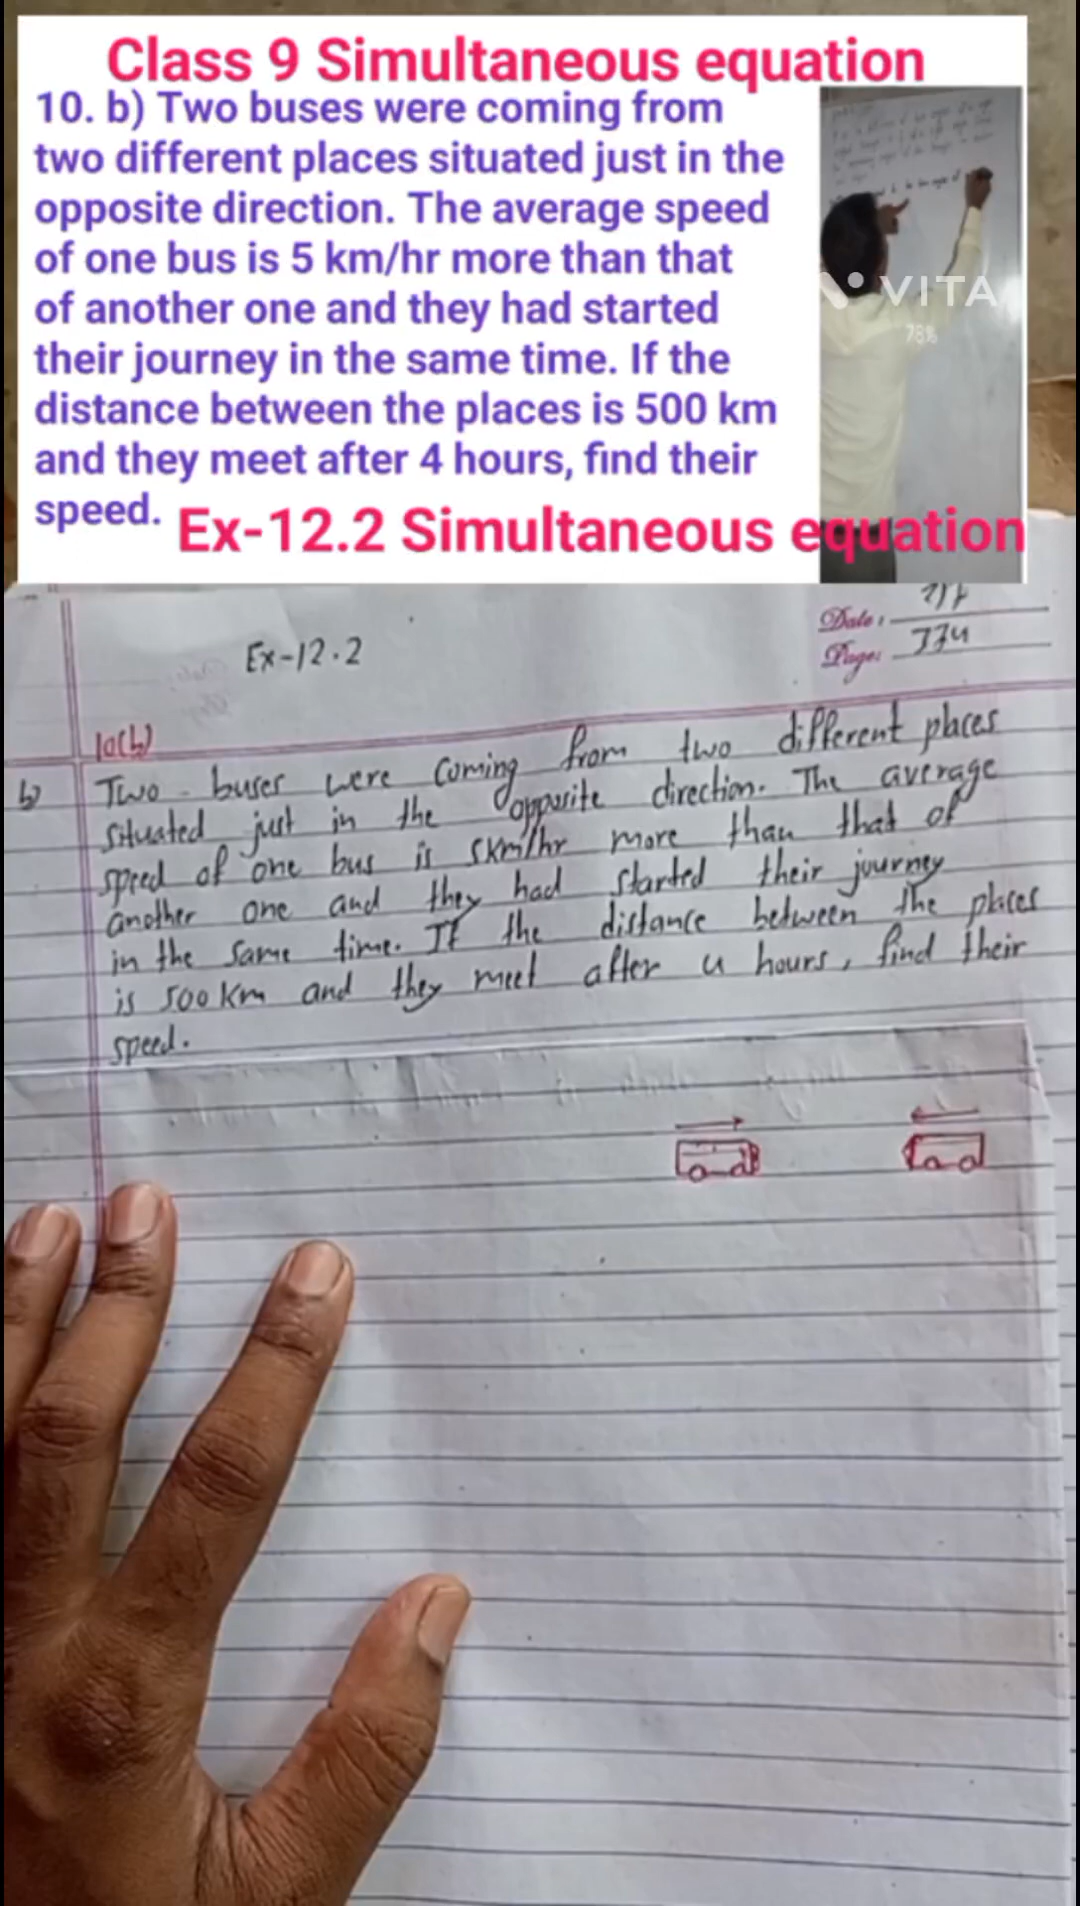 Class 9 Simultaneous equation
10. b) Two buses were coming from
two different places situated just in the
opposite direction. The average speed
of one bus is 5 km/hr more than that
of another one and they had started
their journey in the same time. If the
distance between the places is 500 km
and they meet after 4 hours, find their
speed.
Ex-12.2 Simultaneous equation
VITA
78%
Date:
Page: 334
Ex-12.2
10(b)
b) Two buses were coming from two different places
situated just in the opposite direction. The average
speed of one bus is 5km/hr more than that of
another one and they had started their journey
in the same time. If the distance between the places
is 500 km and they meet after 4 hours, find their
speed.